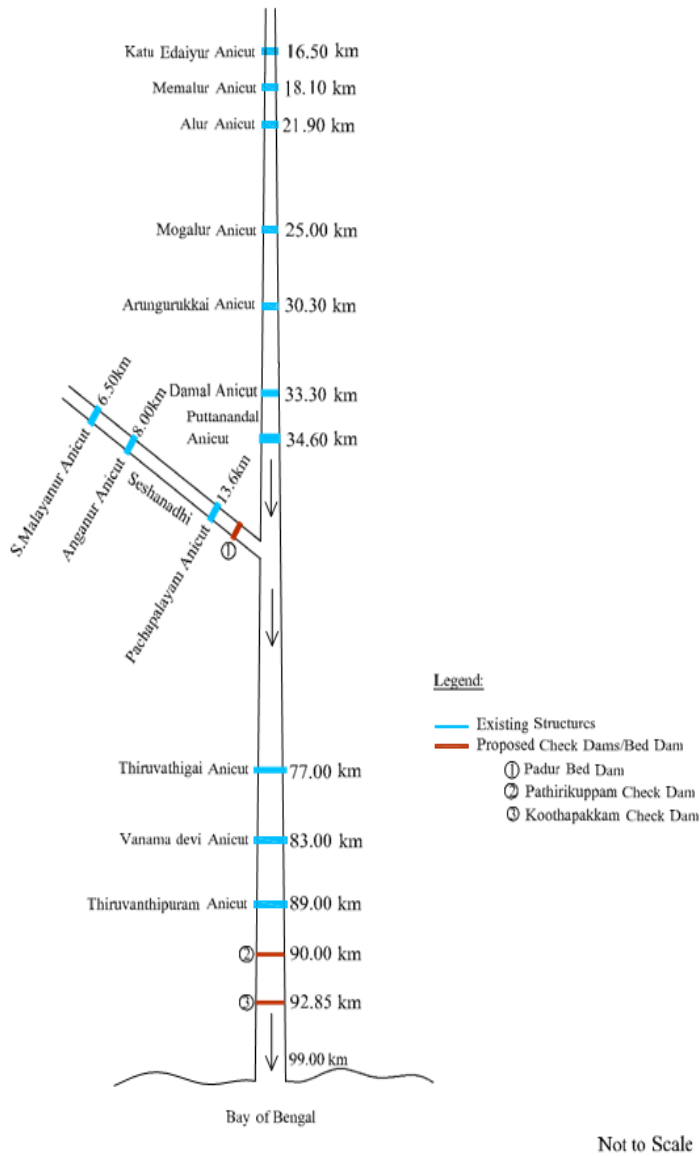 Katu Edaiyur Anicut 16.50 km
Memalur Anicut 18.10 km
Alur Anicut 21.90 km
Mogalur Anicut 25.00 km
Arungurukkai Anicut 30.30 km
Damal Anicut 33.30 km
Puttanandal
Anicut 34.60 km
S.Malayanur Anicut 6.50km
Anganur Anicut 8.00km
Seshanadhi
Pachapalayam Anicut 13.6km
1
Legend:
Existing Structures
Proposed Check Dams/Bed Dam
1 Padur Bed Dam
2 Pathirikuppam Check Dam
3 Koothapakkam Check Dam
Thiruvathigai Anicut 77.00 km
Vanama devi Anicut 83.00 km
Thiruvanthipuram Anicut 89.00 km
2 90.00 km
3 92.85 km
99.00 km
Bay of Bengal
Not to Scale